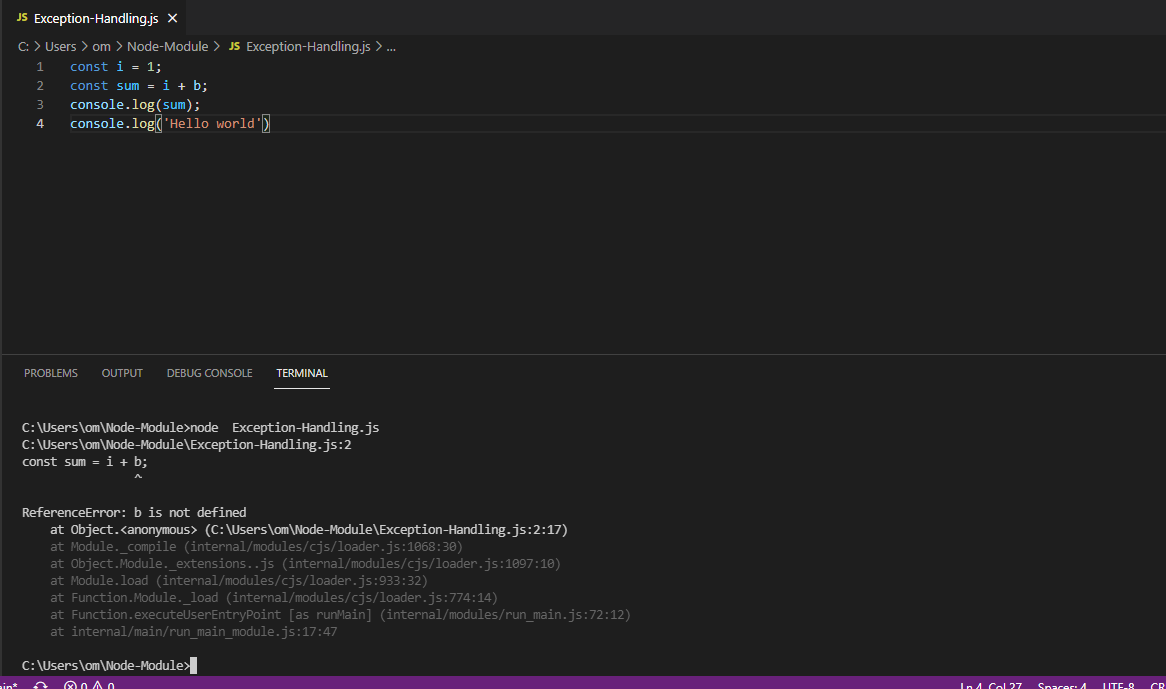 JS Exception-Handling.js ×
C: > Users > om > Node-Module > JS Exception-Handling.js > ...
1 const i = 1;
2 const sum = i + b;
3 console.log(sum);
4 console.log('Hello world')
PROBLEMS OUTPUT DEBUG CONSOLE TERMINAL
C:\Users\om\Node-Module>node  Exception-Handling.js
C:\Users\om\Node-Module\Exception-Handling.js:2
const sum = i + b;
^
ReferenceError: b is not defined
at Object.<anonymous> (C:\Users\om\Node-Module\Exception-Handling.js:2:17)
at Module._compile (internal/modules/cjs/loader.js:1068:30)
at Object.Module._extensions..js (internal/modules/cjs/loader.js:1097:10)
at Module.load (internal/modules/cjs/loader.js:933:32)
at Function.Module._load (internal/modules/cjs/loader.js:774:14)
at Function.executeUserEntryPoint [as runMain] (internal/modules/run_main.js:72:12)
at internal/main/run_main_module.js:17:47
C:\Users\om\Node-Module>
0 0 Ln 4, Col 27 Spaces: 4 UTF-8